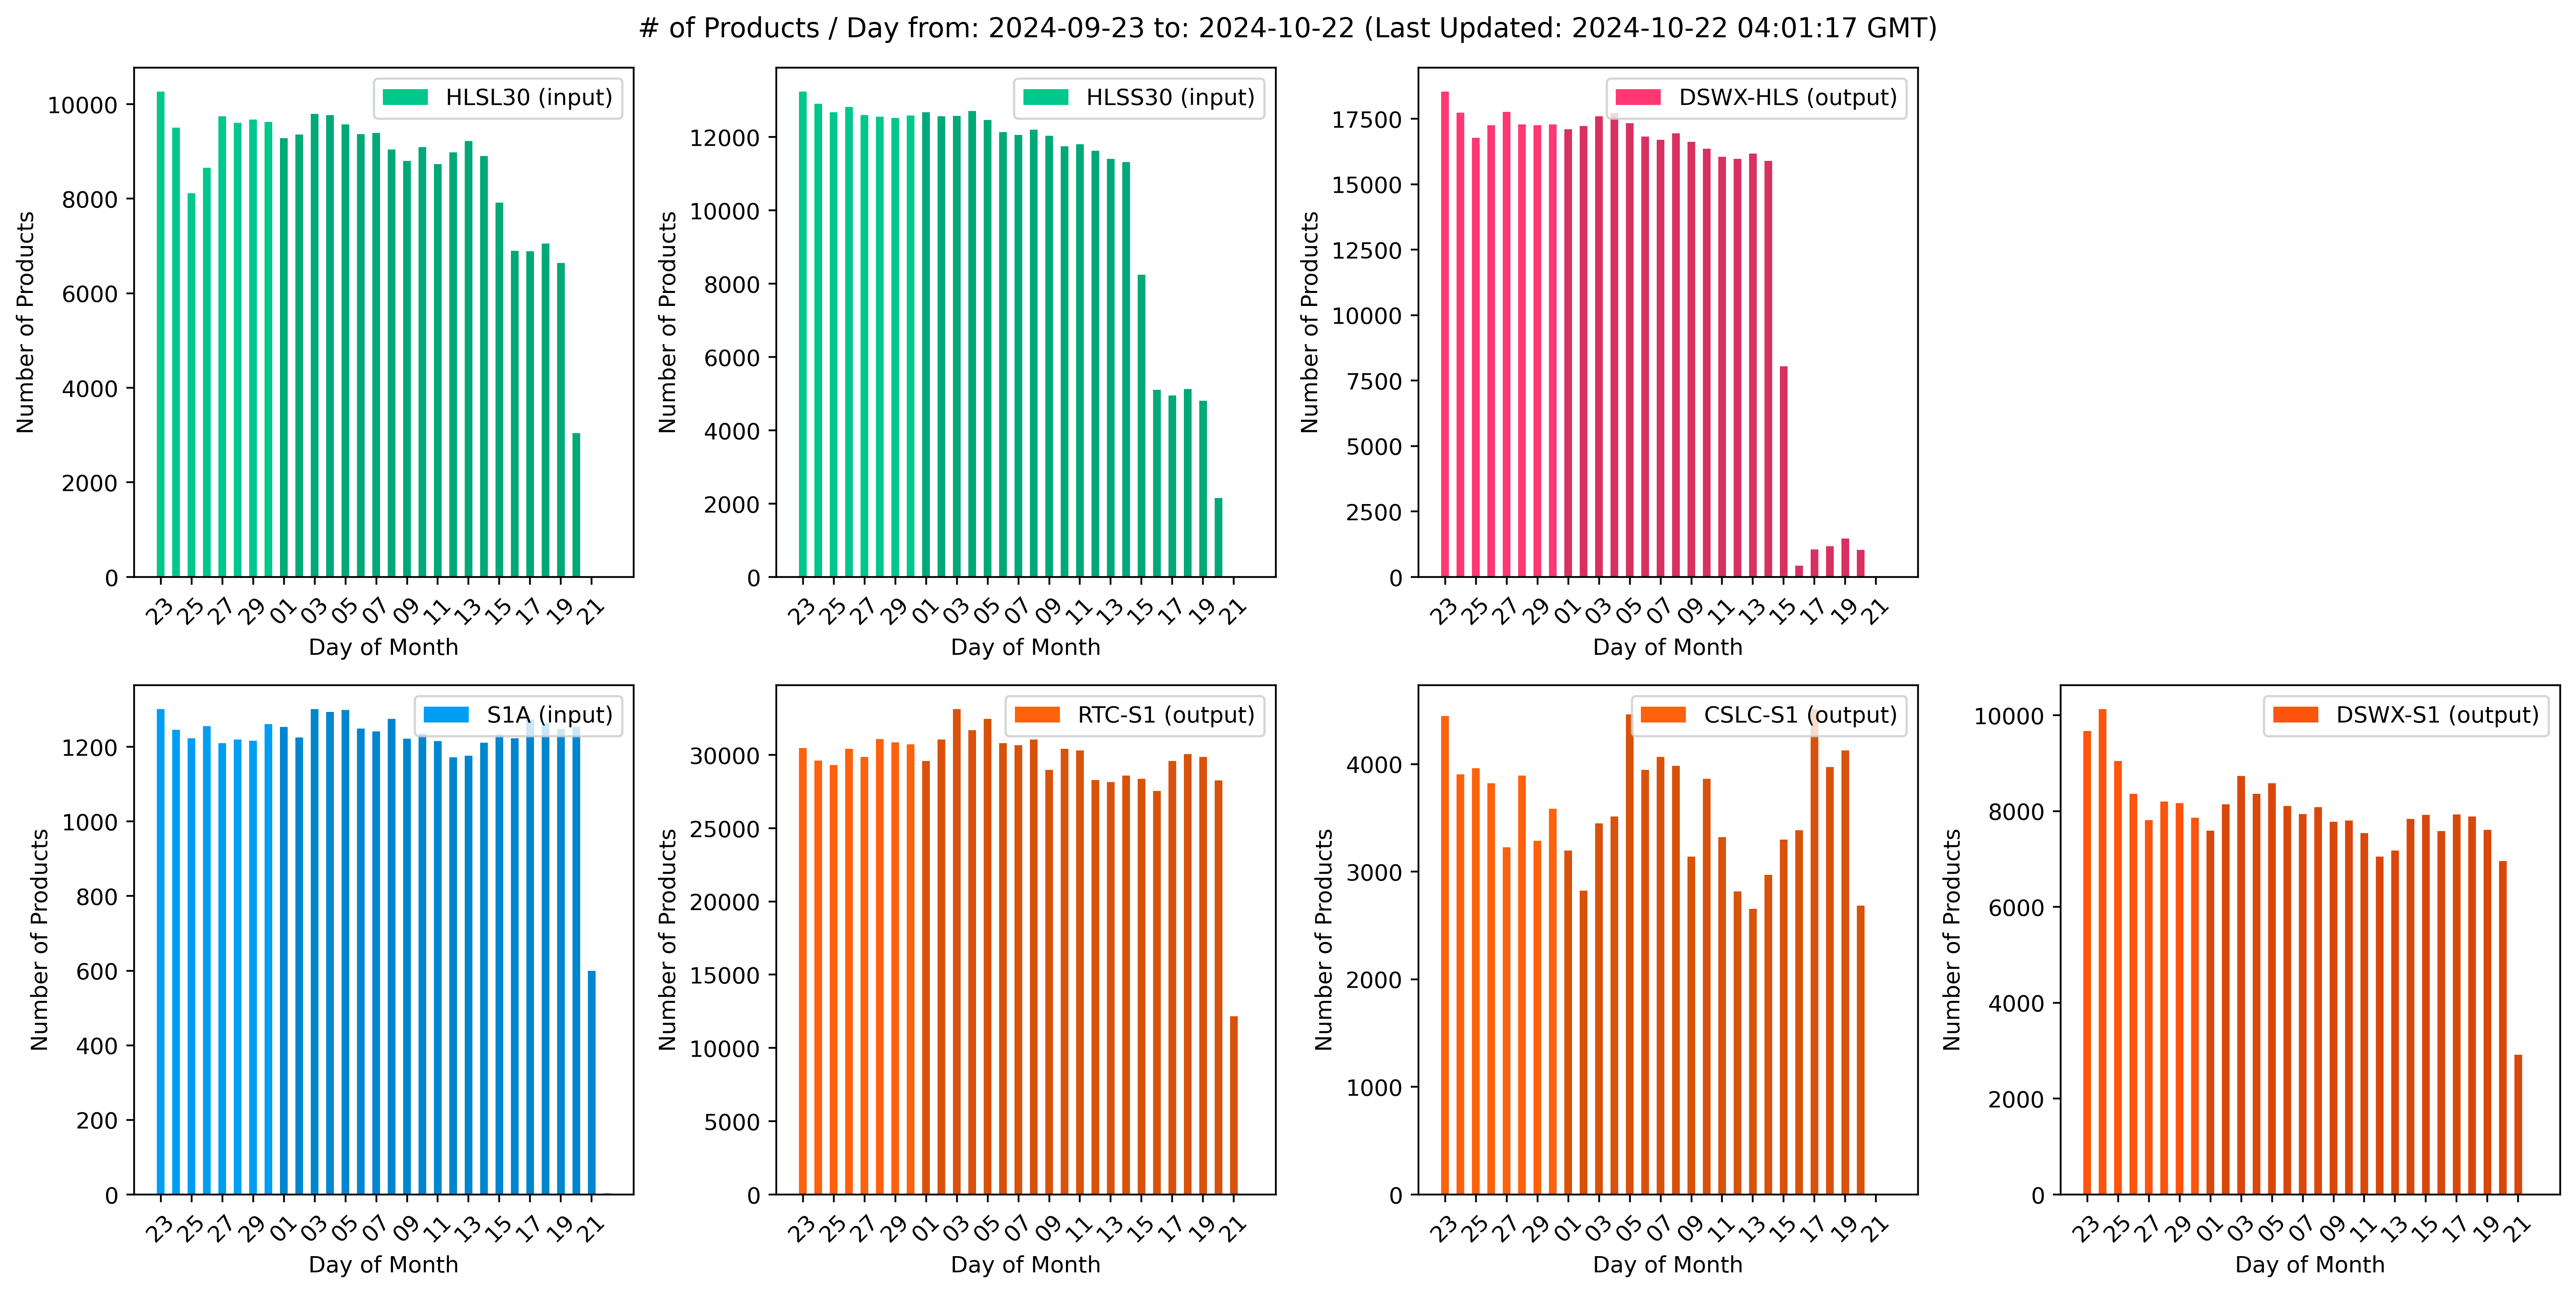 # of Products / Day from: 2024-09-23 to: 2024-10-22 (Last Updated: 2024-10-22 04:01:17 GMT)
HLSL30 (input)
Number of Products
10000
8000
6000
4000
2000
0
23 25 27 29 01 03 05 07 09 11 13 15 17 19 21
Day of Month
HLSS30 (input)
Number of Products
12000
10000
8000
6000
4000
2000
0
23 25 27 29 01 03 05 07 09 11 13 15 17 19 21
Day of Month
DSWX-HLS (output)
Number of Products
17500
15000
12500
10000
7500
5000
2500
0
23 25 27 29 01 03 05 07 09 11 13 15 17 19 21
Day of Month
S1A (input)
Number of Products
1200
1000
800
600
400
200
0
23 25 27 29 01 03 05 07 09 11 13 15 17 19 21
Day of Month
RTC-S1 (output)
Number of Products
30000
25000
20000
15000
10000
5000
0
23 25 27 29 01 03 05 07 09 11 13 15 17 19 21
Day of Month
CSLC-S1 (output)
Number of Products
4000
3000
2000
1000
0
23 25 27 29 01 03 05 07 09 11 13 15 17 19 21
Day of Month
DSWX-S1 (output)
Number of Products
10000
8000
6000
4000
2000
0
23 25 27 29 01 03 05 07 09 11 13 15 17 19 21
Day of Month